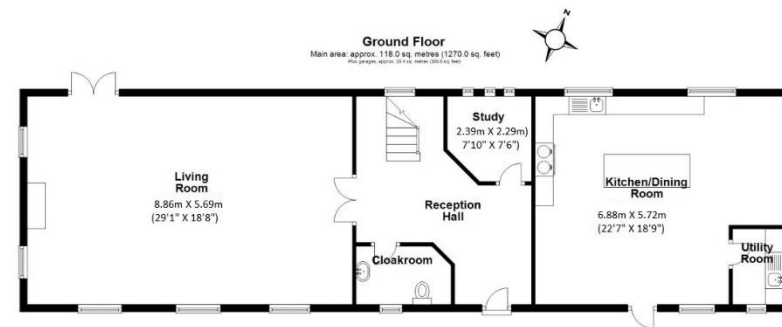 N
Ground Floor
Main area: approx. 118.0 sq. metres (1270.0 sq. feet)
Study
2.39m X 2.29m)
7'10" X 7'6")
Living
Room
8.86m X 5.69m
(29'1" X 18'8")
Kitchen/Dining
Room
6.88m X 5.72m
(22'7" X 18'9")
Reception
Hall
Cloakroom
Utility
Room